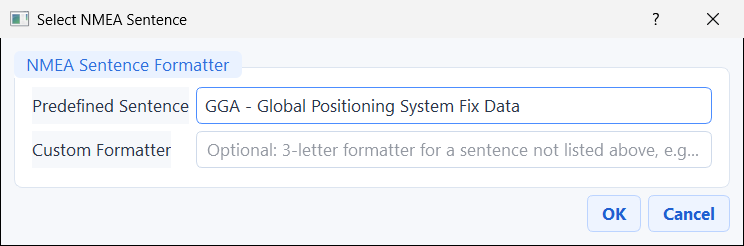 Select NMEA Sentence
?
NMEA Sentence Formatter
Predefined Sentence GGA - Global Positioning System Fix Data
Custom Formatter Optional: 3-letter formatter for a sentence not listed above, e.g...
OK Cancel